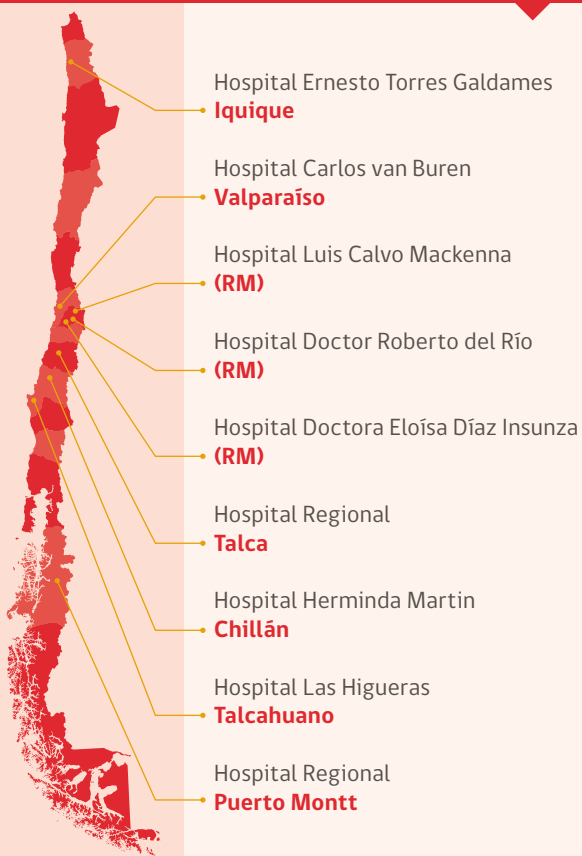 Hospital Ernesto Torres Galdames
Iquique
Hospital Carlos van Buren
Valparaíso
Hospital Luis Calvo Mackenna
(RM)
Hospital Doctor Roberto del Río
(RM)
Hospital Doctora Eloísa Díaz Insunza
(RM)
Hospital Regional
Talca
Hospital Herminda Martin
Chillán
Hospital Las Higueras
Talcahuano
Hospital Regional
Puerto Montt